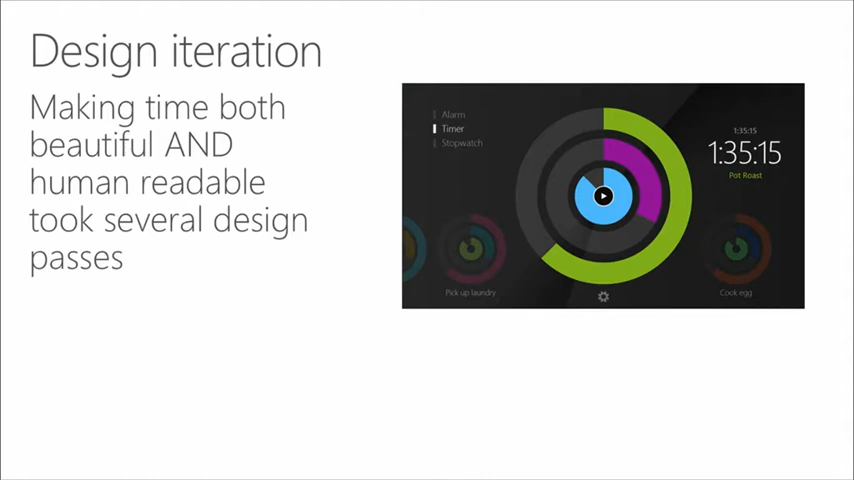 Design iteration
Making time both
beautiful AND
human readable
took several design
passes
Alarm
Timer
Stopwatch
1:35:15
1:35:15
Pot Roast
Pick up laundry
Cook egg